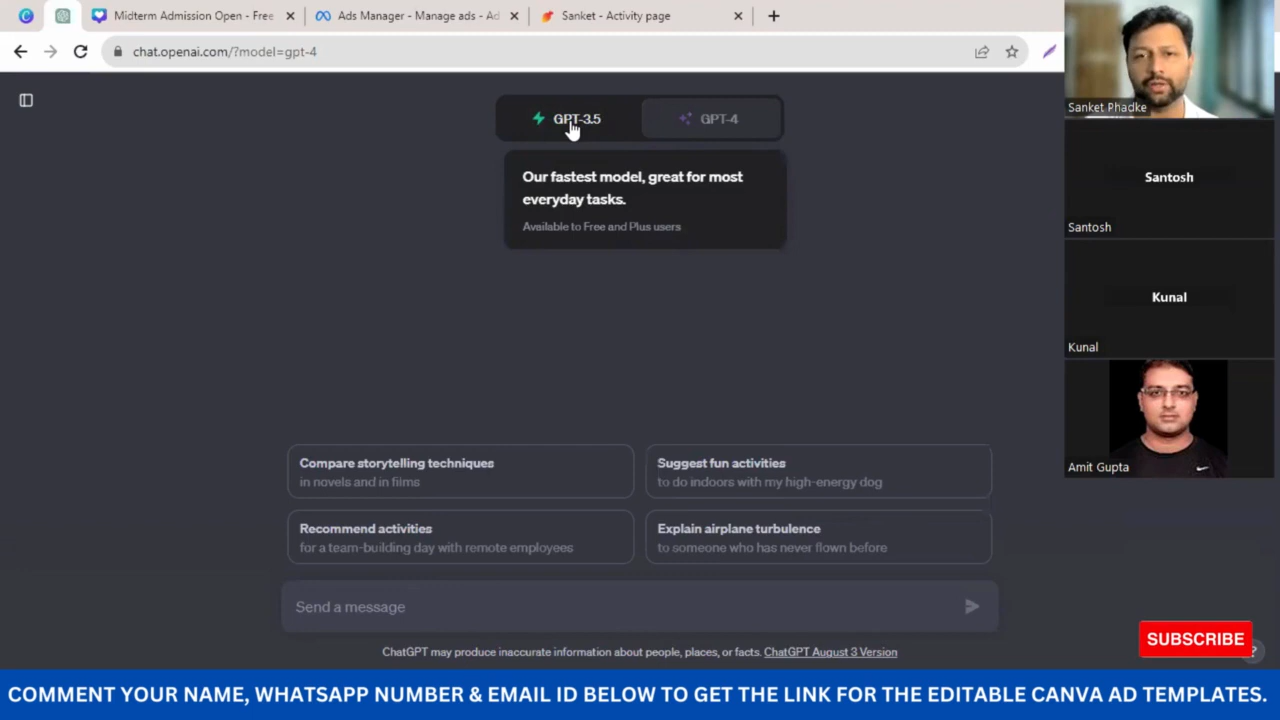 Midterm Admission Open - Free
Ads Manager - Manage ads - Ad
Sanket - Activity page
chat.openai.com/?model=gpt-4
GPT-3.5
GPT-4
Our fastest model, great for most
everyday tasks.
Available to Free and Plus users
Compare storytelling techniques
in novels and in films
Suggest fun activities
to do indoors with my high-energy dog
Recommend activities
for a team-building day with remote employees
Explain airplane turbulence
to someone who has never flown before
Send a message
ChatGPT may produce inaccurate information about people, places, or facts. ChatGPT August 3 Version
Sanket Phadke
Santosh
Santosh
Kunal
Kunal
Amit Gupta
SUBSCRIBE
?
COMMENT YOUR NAME, WHATSAPP NUMBER & EMAIL ID BELOW TO GET THE LINK FOR THE EDITABLE CANVA AD TEMPLATES.